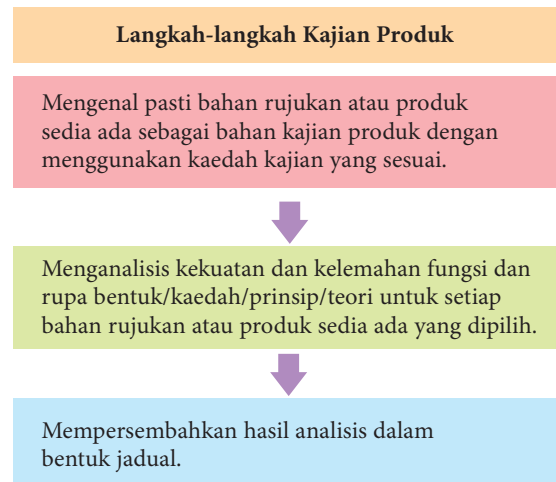 Langkah-langkah Kajian Produk
Mengenal pasti bahan rujukan atau produk
sedia ada sebagai bahan kajian produk dengan
menggunakan kaedah kajian yang sesuai.
Menganalisis kekuatan dan kelemahan fungsi dan
rupa bentuk/kaedah/prinsip/teori untuk setiap
bahan rujukan atau produk sedia ada yang dipilih.
Mempersembahkan hasil analisis dalam
bentuk jadual.